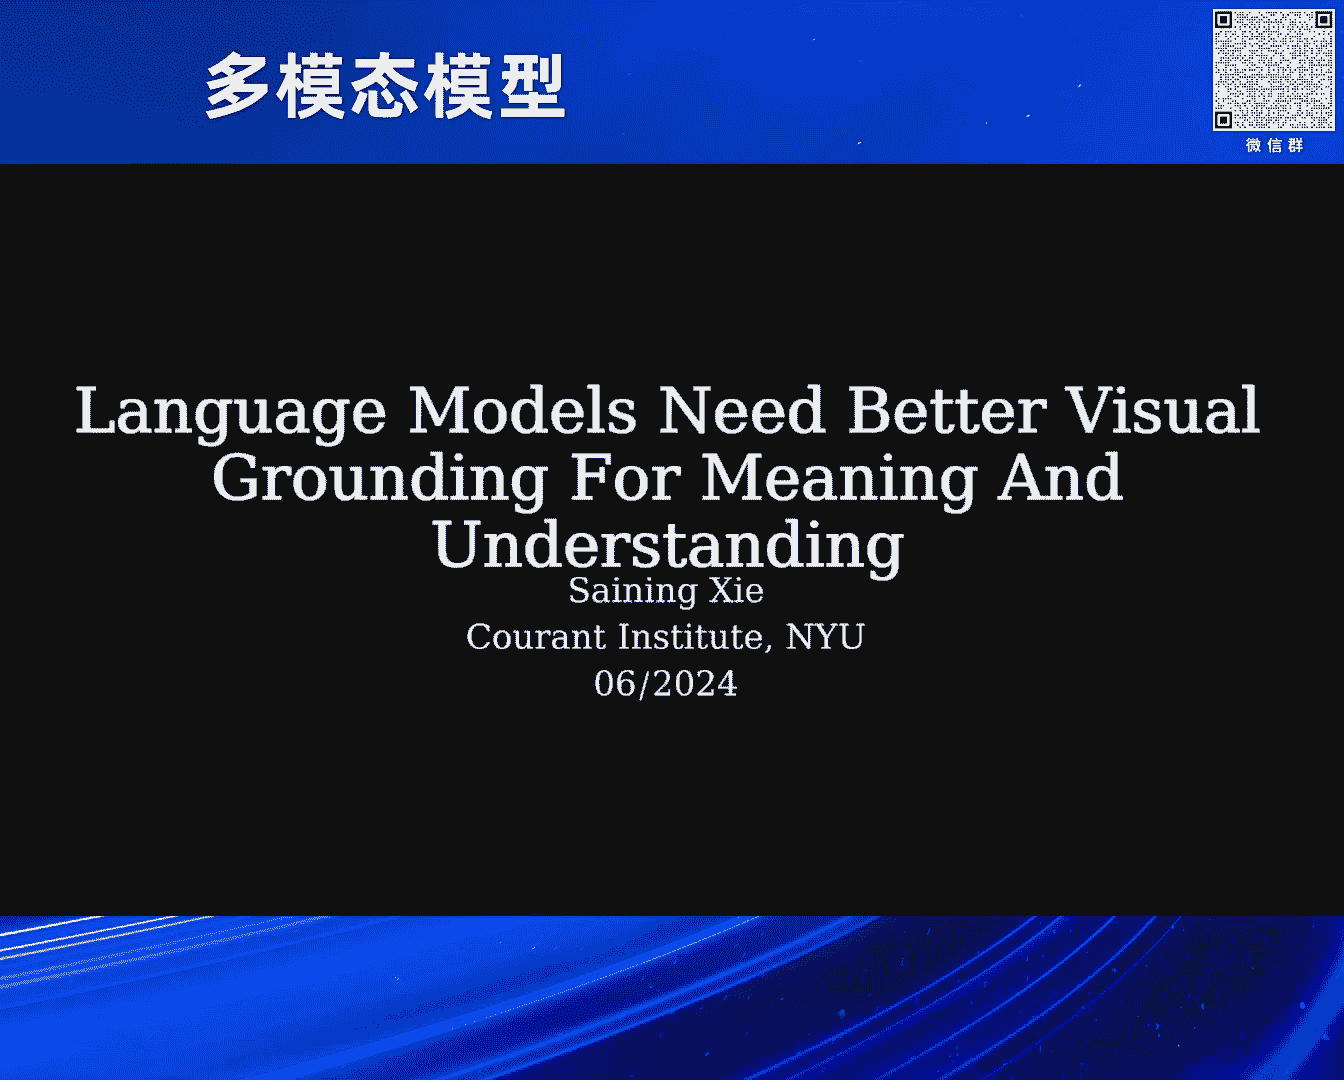 多模态模型
微信群
Language Models Need Better Visual
Grounding For Meaning And
Understanding
Saining Xie
Courant Institute, NYU
06/2024